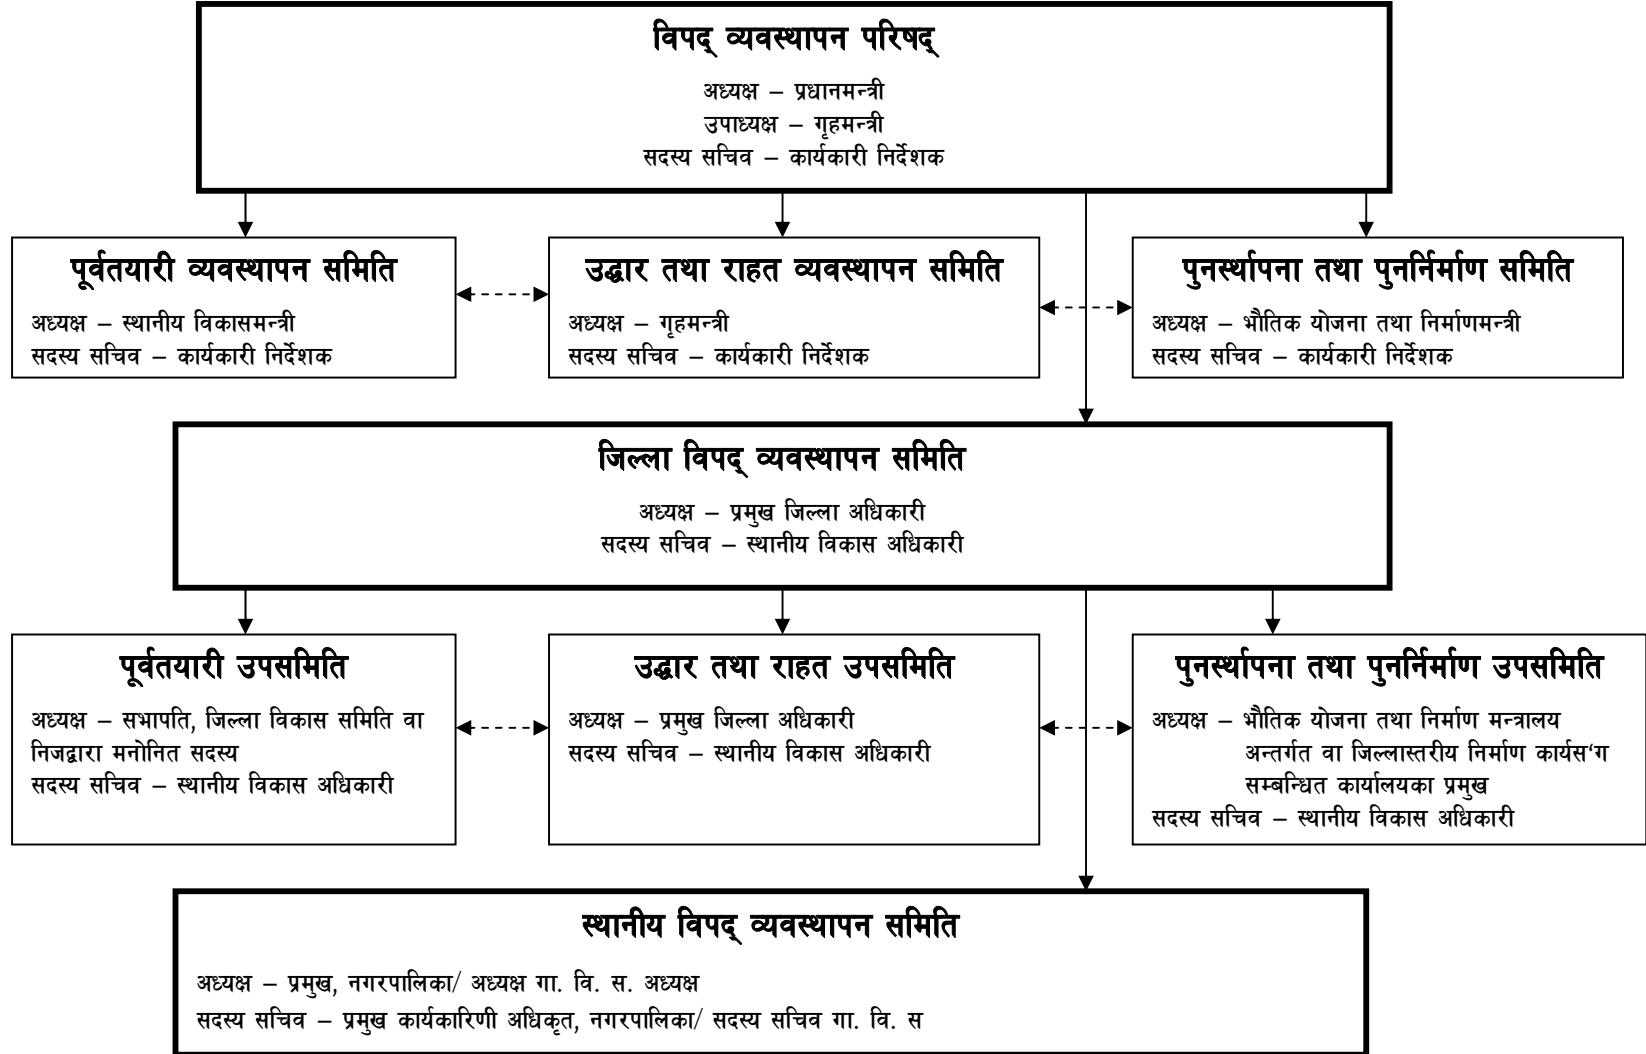 विपद् व्यवस्थापन परिषद्
अध्यक्ष – प्रधानमन्त्री
उपाध्यक्ष – गृहमन्त्री
सदस्य सचिव – कार्यकारी निर्देशक
पूर्वतयारी व्यवस्थापन समिति
अध्यक्ष – स्थानीय विकासमन्त्री
सदस्य सचिव – कार्यकारी निर्देशक
उद्धार तथा राहत व्यवस्थापन समिति
अध्यक्ष – गृहमन्त्री
सदस्य सचिव – कार्यकारी निर्देशक
पुनर्स्थापना तथा पुनर्निर्माण समिति
अध्यक्ष – भौतिक योजना तथा निर्माणमन्त्री
सदस्य सचिव – कार्यकारी निर्देशक
जिल्ला विपद् व्यवस्थापन समिति
अध्यक्ष – प्रमुख जिल्ला अधिकारी
सदस्य सचिव – स्थानीय विकास अधिकारी
पूर्वतयारी उपसमिति
अध्यक्ष – सभापति, जिल्ला विकास समिति वा
निजद्वारा मनोनित सदस्य
सदस्य सचिव – स्थानीय विकास अधिकारी
उद्धार तथा राहत उपसमिति
अध्यक्ष – प्रमुख जिल्ला अधिकारी
सदस्य सचिव – स्थानीय विकास अधिकारी
पुनर्स्थापना तथा पुनर्निर्माण उपसमिति
अध्यक्ष – भौतिक योजना तथा निर्माण मन्त्रालय
अन्तर्गत वा जिल्लास्तरीय निर्माण कार्यस‘ग
सम्बन्धित कार्यालयका प्रमुख
सदस्य सचिव – स्थानीय विकास अधिकारी
स्थानीय विपद् व्यवस्थापन समिति
अध्यक्ष – प्रमुख, नगरपालिका/ अध्यक्ष गा. वि. स. अध्यक्ष
सदस्य सचिव – प्रमुख कार्यकारिणी अधिकृत, नगरपालिका/ सदस्य सचिव गा. वि. स